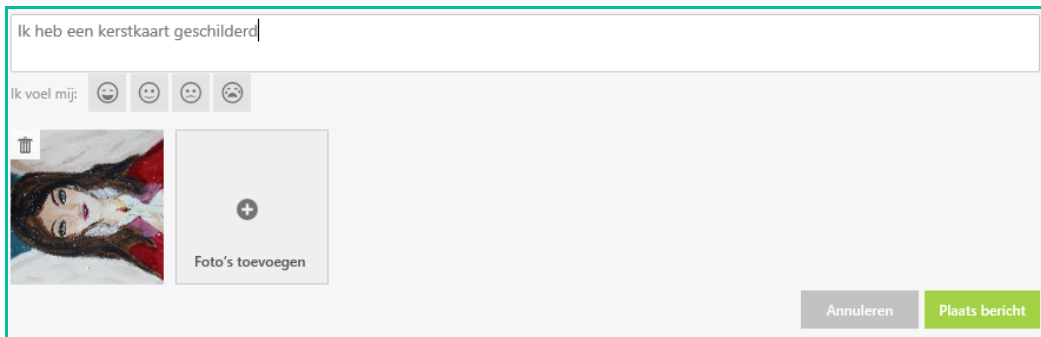 Ik heb een kerstkaart geschilderd
Ik voel mij:
Foto's toevoegen
Annuleren
Plaats bericht